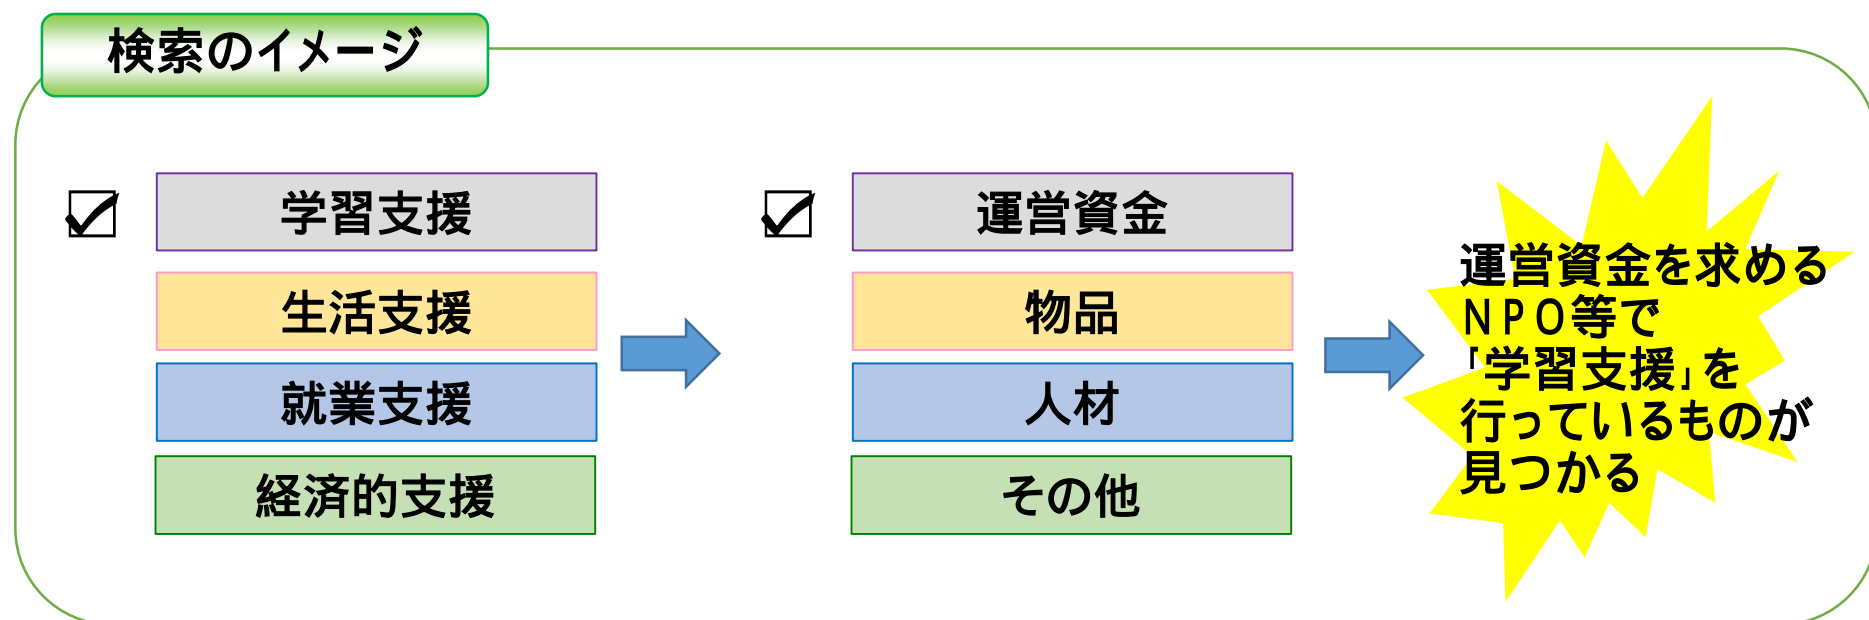 検索のイメージ
学習支援
生活支援
就業支援
経済的支援
運営資金
物品
人材
その他
運営資金を求める
NPO等で
「学習支援」を
行っているものが
見つかる